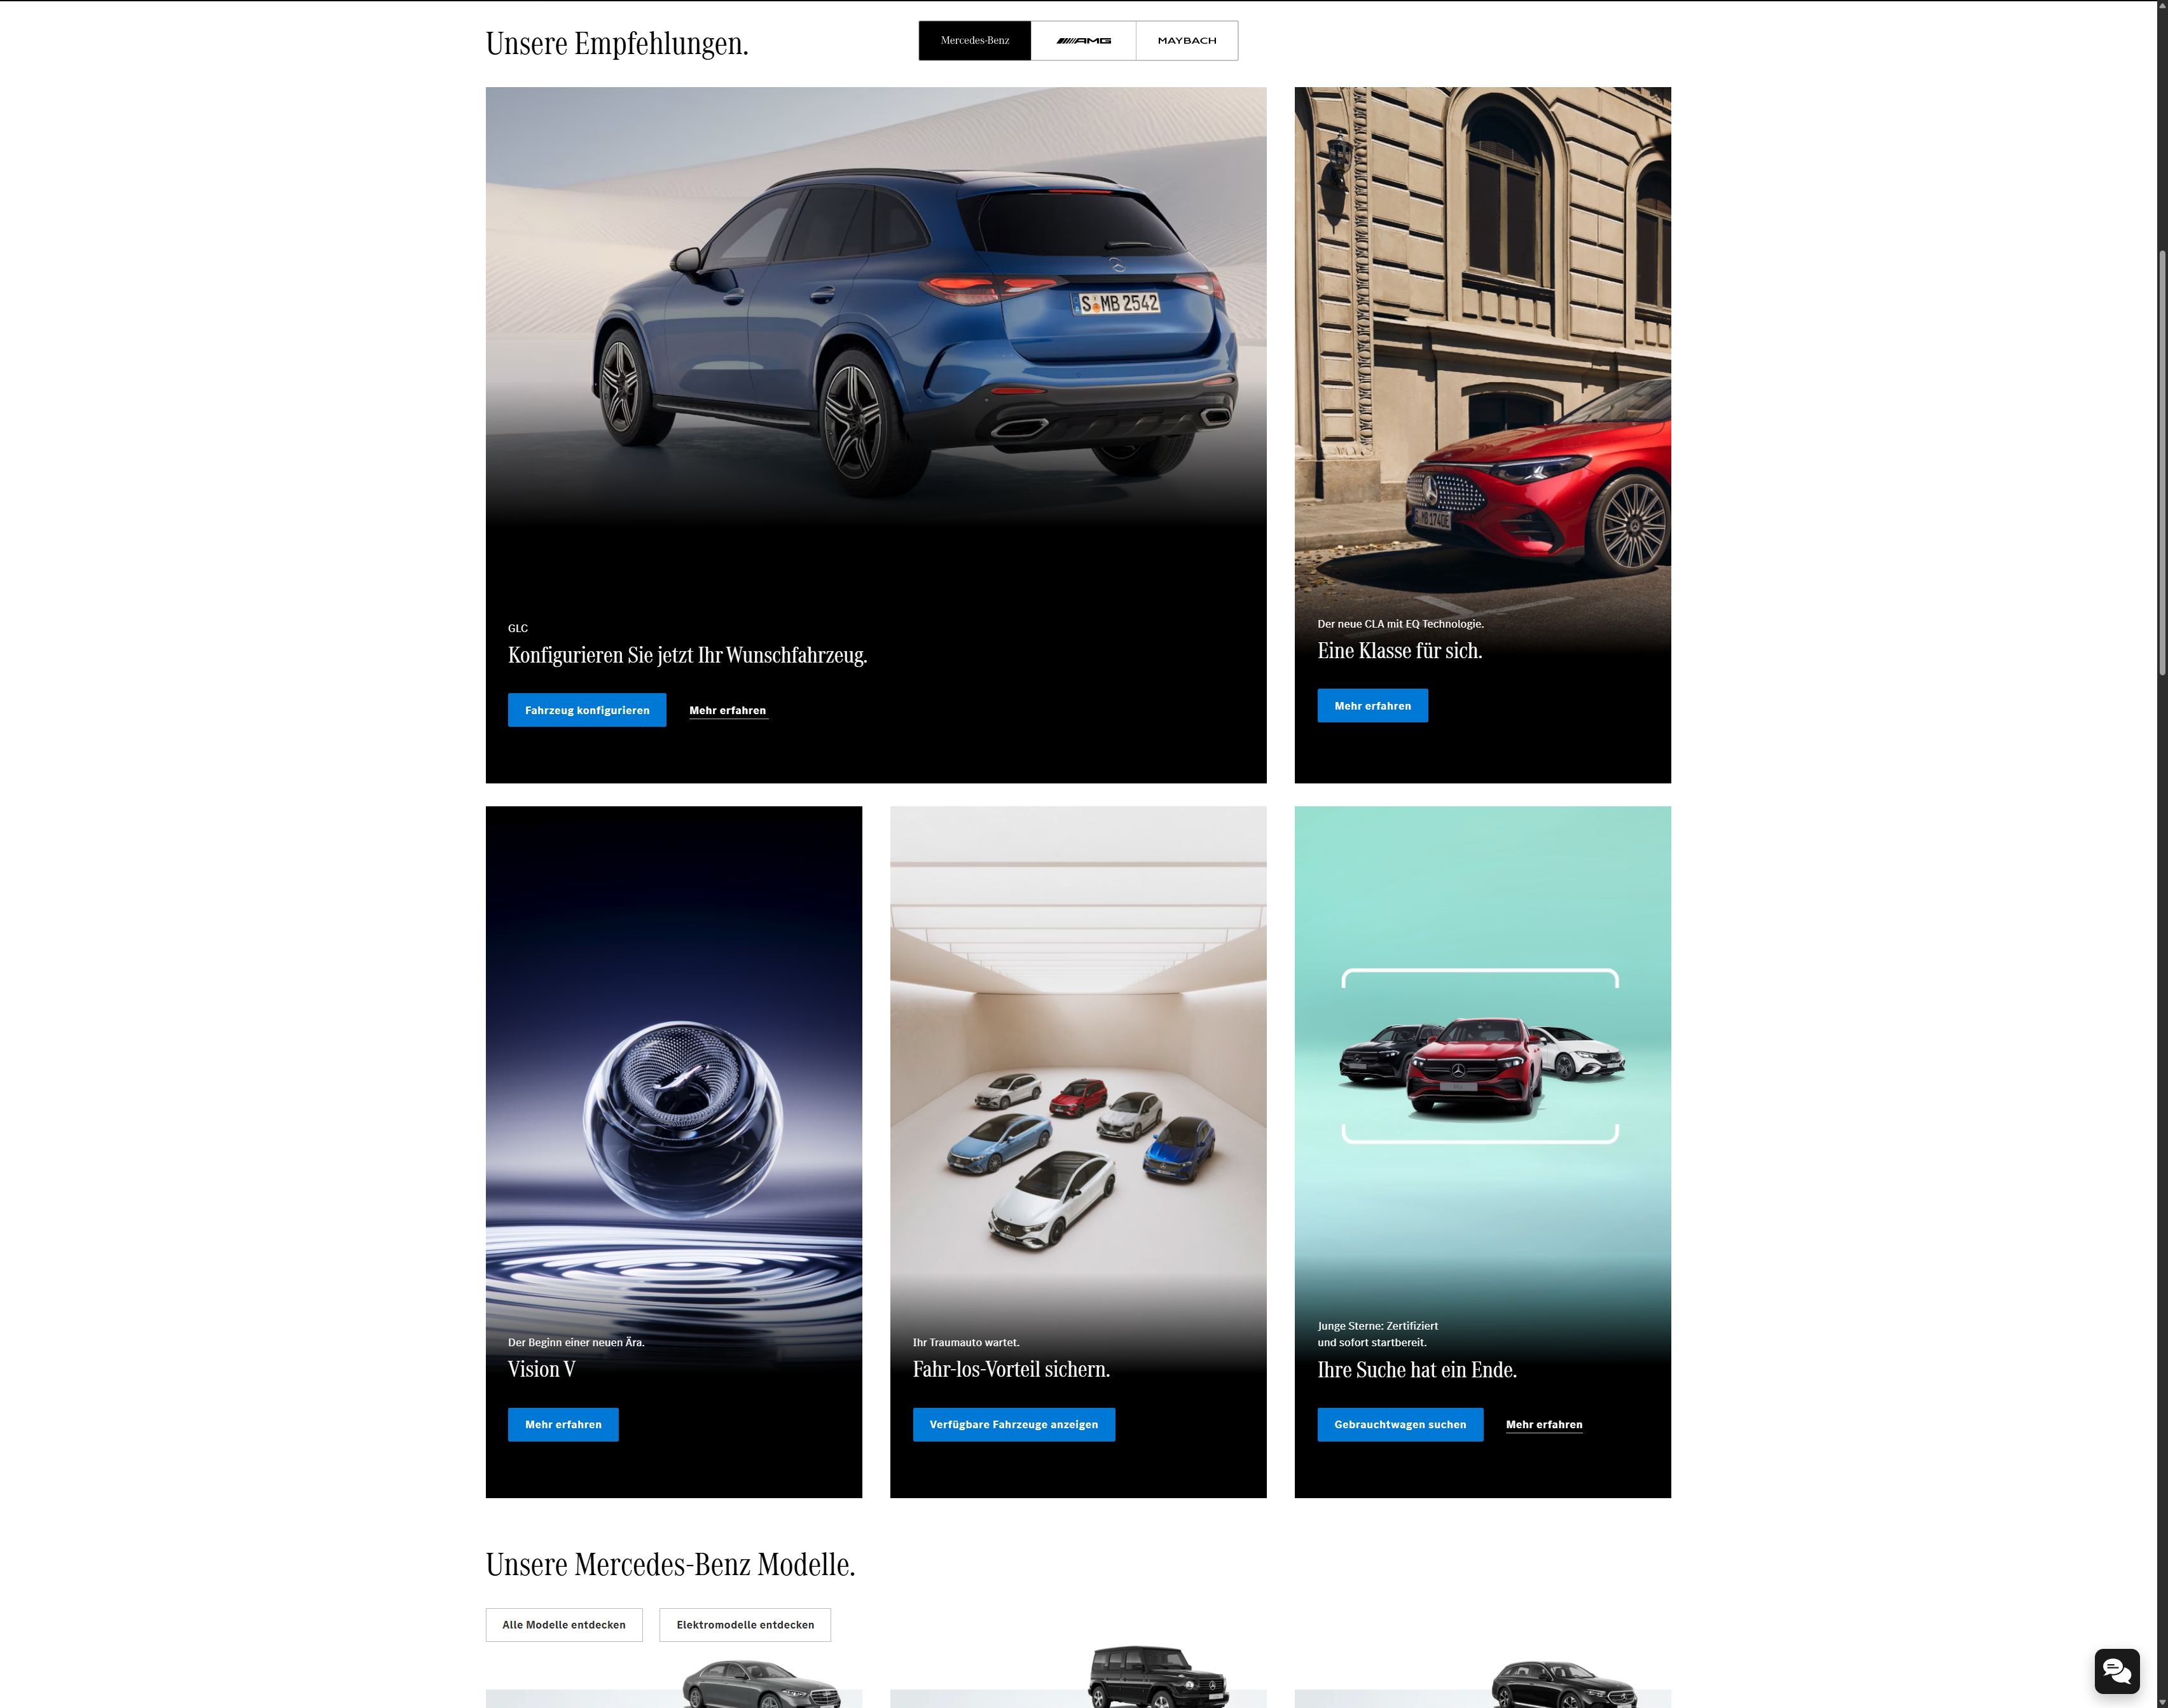 Unsere Empfehlungen.
Mercedes-Benz
AMG
MAYBACH
S MB 2542
S MB 1740E
GLC
Konfigurieren Sie jetzt Ihr Wunschfahrzeug.
Fahrzeug konfigurieren
Mehr erfahren
Der neue CLA mit EQ Technologie.
Eine Klasse für sich.
Mehr erfahren
Der Beginn einer neuen Ära.
Vision V
Mehr erfahren
Ihr Traumauto wartet.
Fahr-los-Vorteil sichern.
Verfügbare Fahrzeuge anzeigen
Junge Sterne: Zertifiziert
und sofort startbereit.
Ihre Suche hat ein Ende.
Gebrauchtwagen suchen
Mehr erfahren
Unsere Mercedes-Benz Modelle.
Alle Modelle entdecken
Elektromodelle entdecken